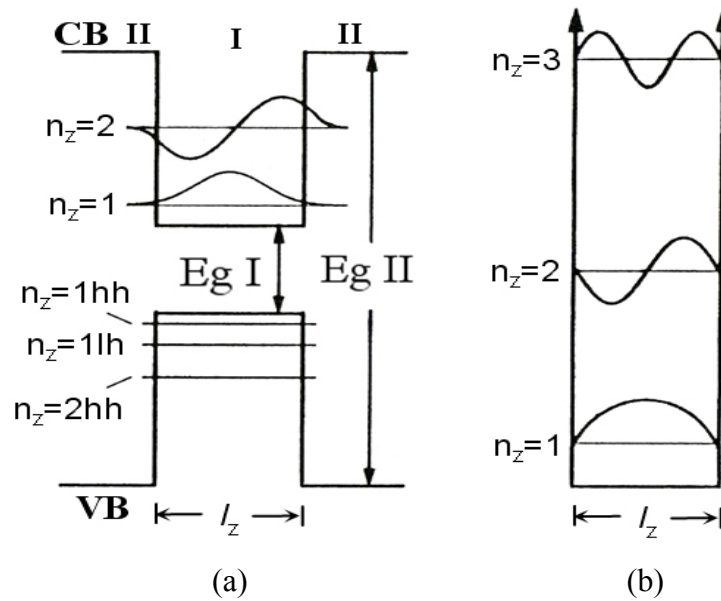 CB II I II
n_z=2
n_z=1
Eg I
Eg II
n_z=1hh
n_z=1lh
n_z=2hh
VB
l_z
(a)
n_z=3
n_z=2
n_z=1
l_z
(b)